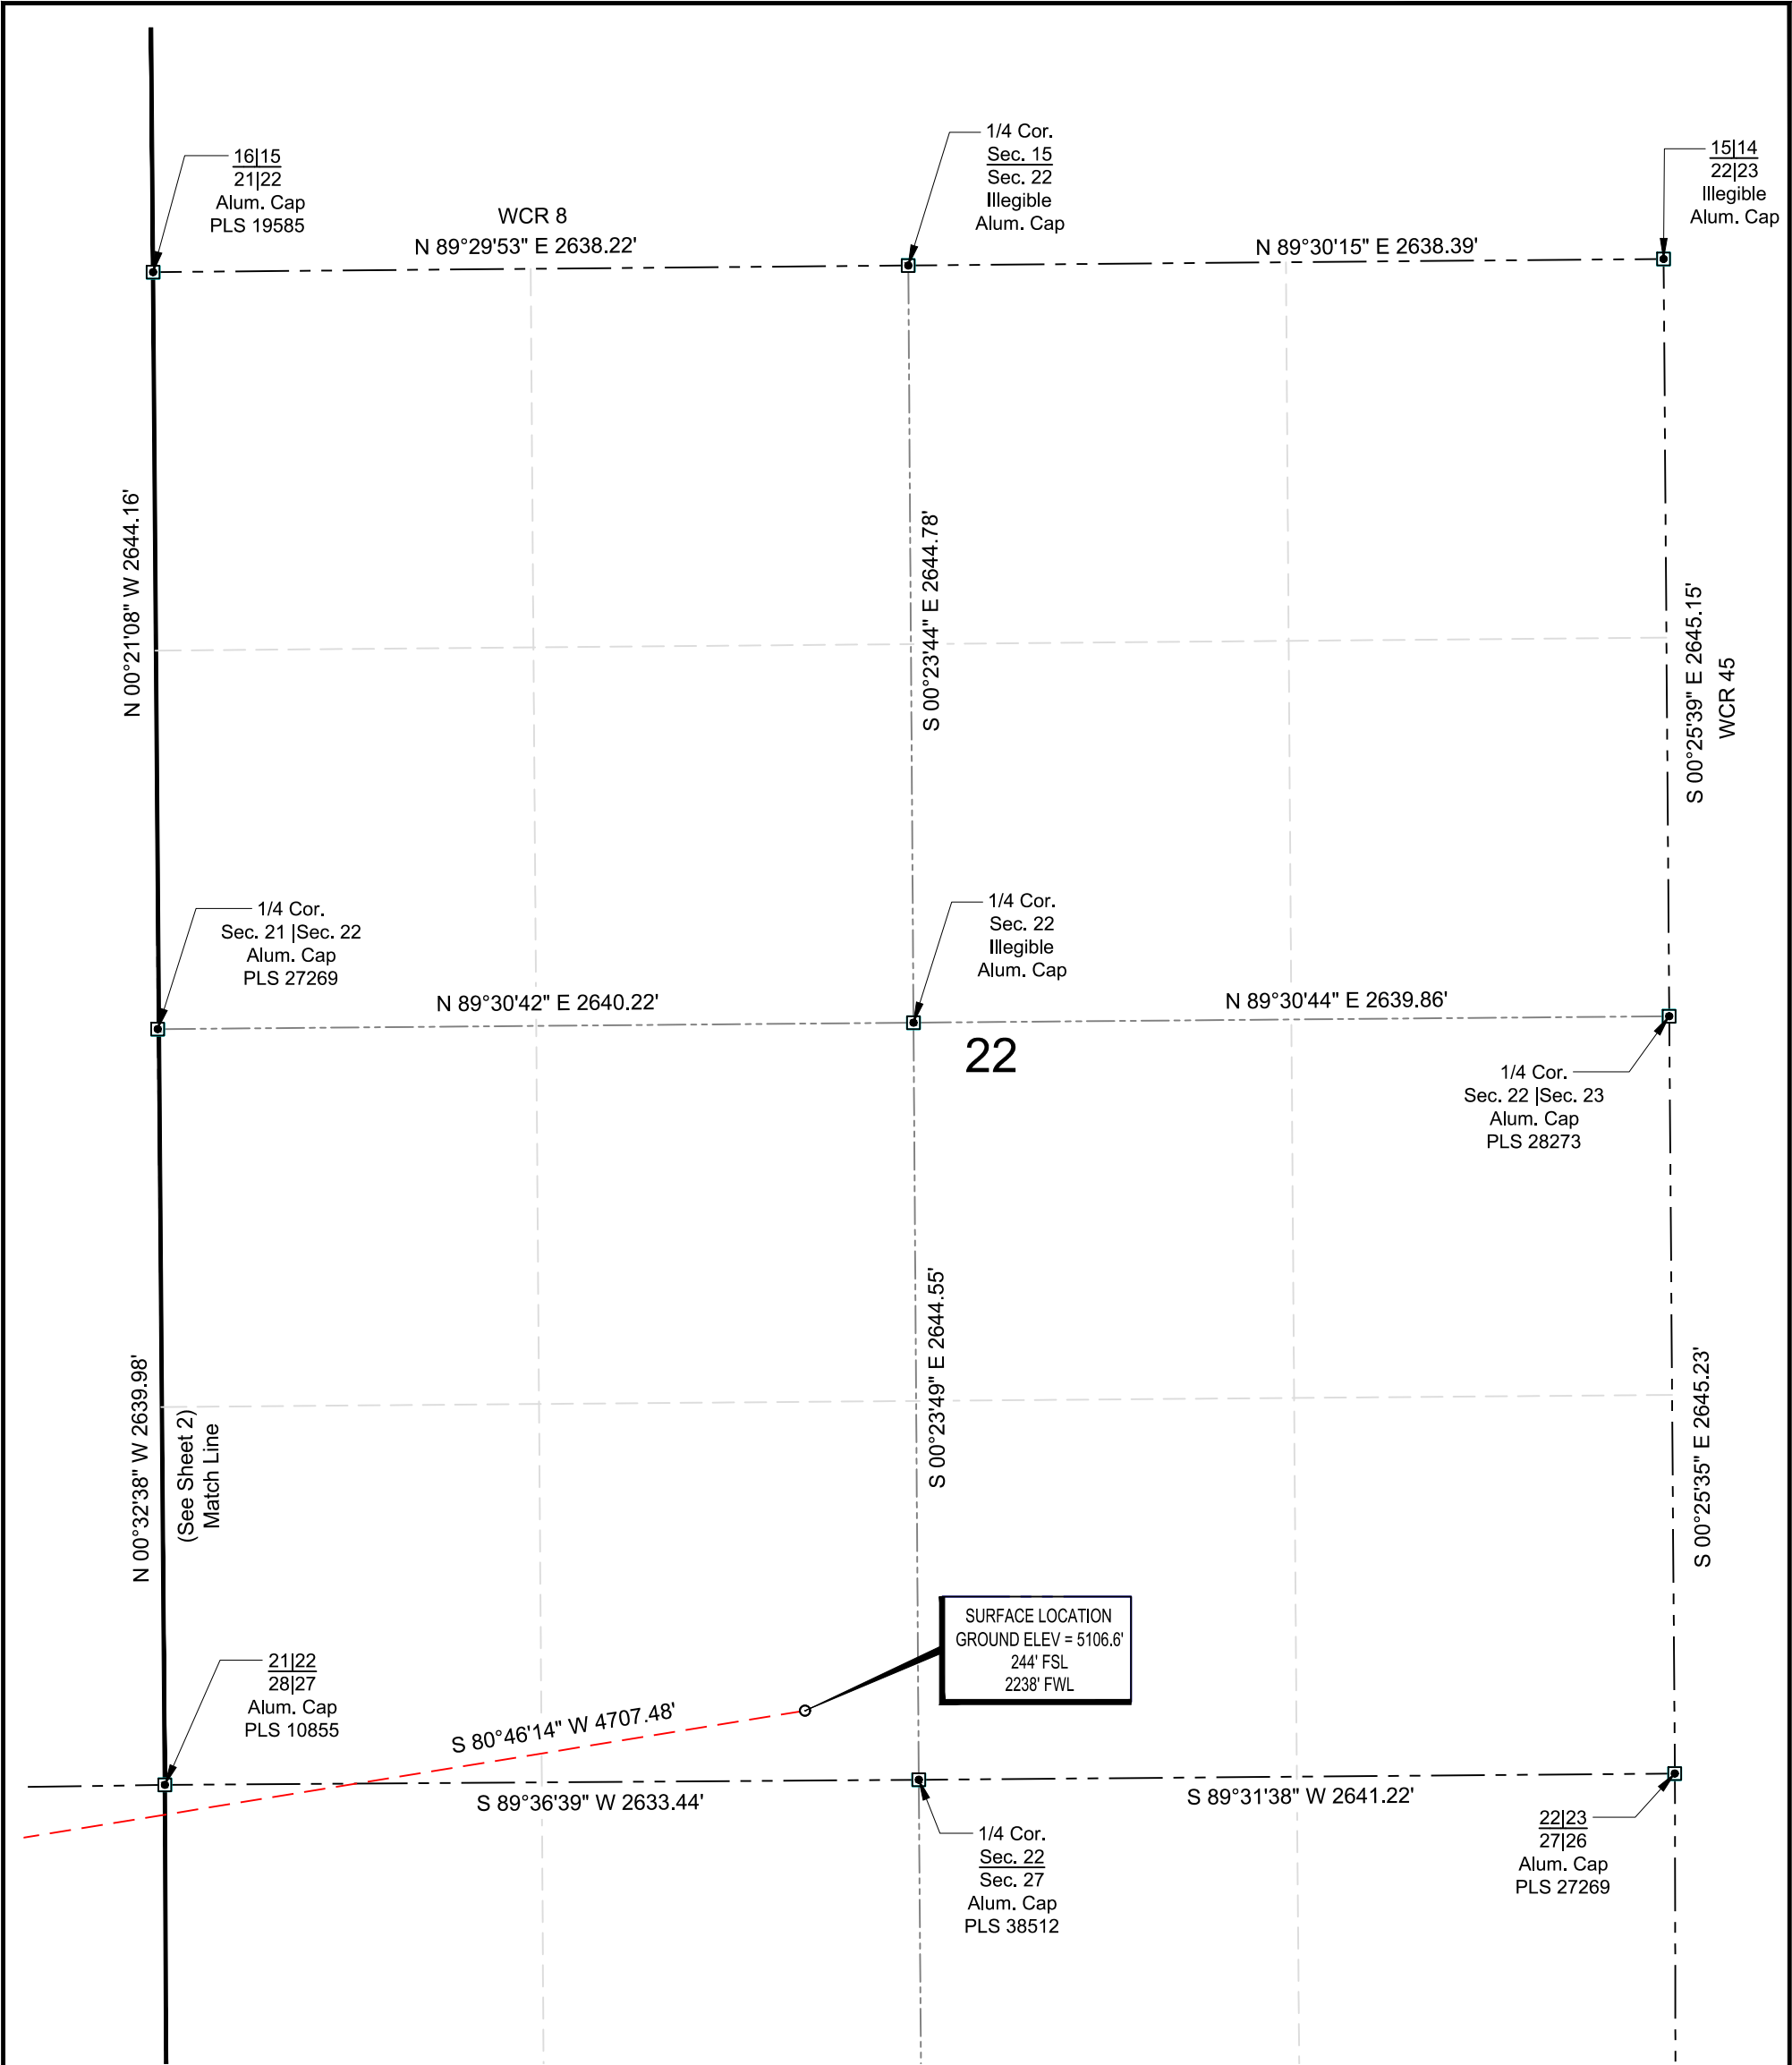 16|15
21|22
Alum. Cap
PLS 19585
WCR 8
N 89°29'53" E 2638.22'
1/4 Cor.
Sec. 15
Sec. 22
Illegible
Alum. Cap
N 89°30'15" E 2638.39'
15|14
22|23
Illegible
Alum. Cap
N 00°21'08" W 2644.16'
S 00°23'44" E 2644.78'
S 00°25'39" E 2645.15'
WCR 45
1/4 Cor.
Sec. 21 |Sec. 22
Alum. Cap
PLS 27269
N 89°30'42" E 2640.22'
1/4 Cor.
Sec. 22
Illegible
Alum. Cap
N 89°30'44" E 2639.86'
22
1/4 Cor.
Sec. 22 |Sec. 23
Alum. Cap
PLS 28273
N 00°32'38" W 2639.98'
(See Sheet 2)
Match Line
S 00°23'49" E 2644.55'
S 00°25'35" E 2645.23'
SURFACE LOCATION
GROUND ELEV = 5106.6'
244' FSL
2238' FWL
21|22
28|27
Alum. Cap
PLS 10855
S 80°46'14" W 4707.48'
S 89°36'39" W 2633.44'
S 89°31'38" W 2641.22'
1/4 Cor.
Sec. 22
Sec. 27
Alum. Cap
PLS 38512
22|23
27|26
Alum. Cap
PLS 27269